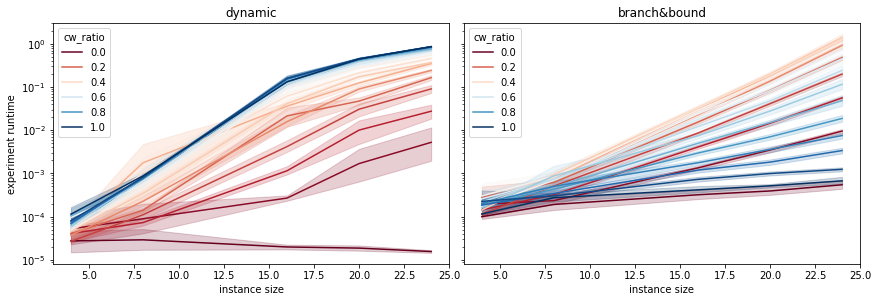 dynamic
experiment runtime
10⁰
10⁻¹
10⁻²
10⁻³
10⁻⁴
10⁻⁵
cw_ratio
0.0
0.2
0.4
0.6
0.8
1.0
5.0 7.5 10.0 12.5 15.0 17.5 20.0 22.5 25.0
instance size
branch&bound
cw_ratio
0.0
0.2
0.4
0.6
0.8
1.0
5.0 7.5 10.0 12.5 15.0 17.5 20.0 22.5 25.0
instance size